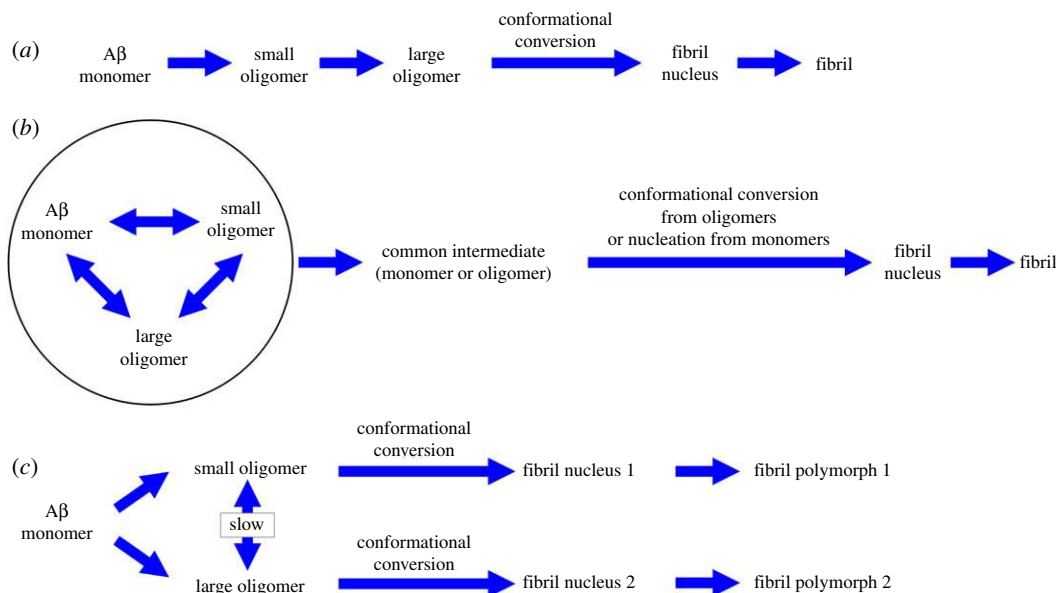 (a)
Aβ
monomer
small
oligomer
large
oligomer
conformational
conversion
fibril
nucleus
fibril
(b)
Aβ
monomer
small
oligomer
large
oligomer
common intermediate
(monomer or oligomer)
conformational conversion
from oligomers
or nucleation from monomers
fibril
nucleus
fibril
(c)
Aβ
monomer
small oligomer
slow
large oligomer
conformational
conversion
fibril nucleus 1
fibril polymorph 1
conformational
conversion
fibril nucleus 2
fibril polymorph 2